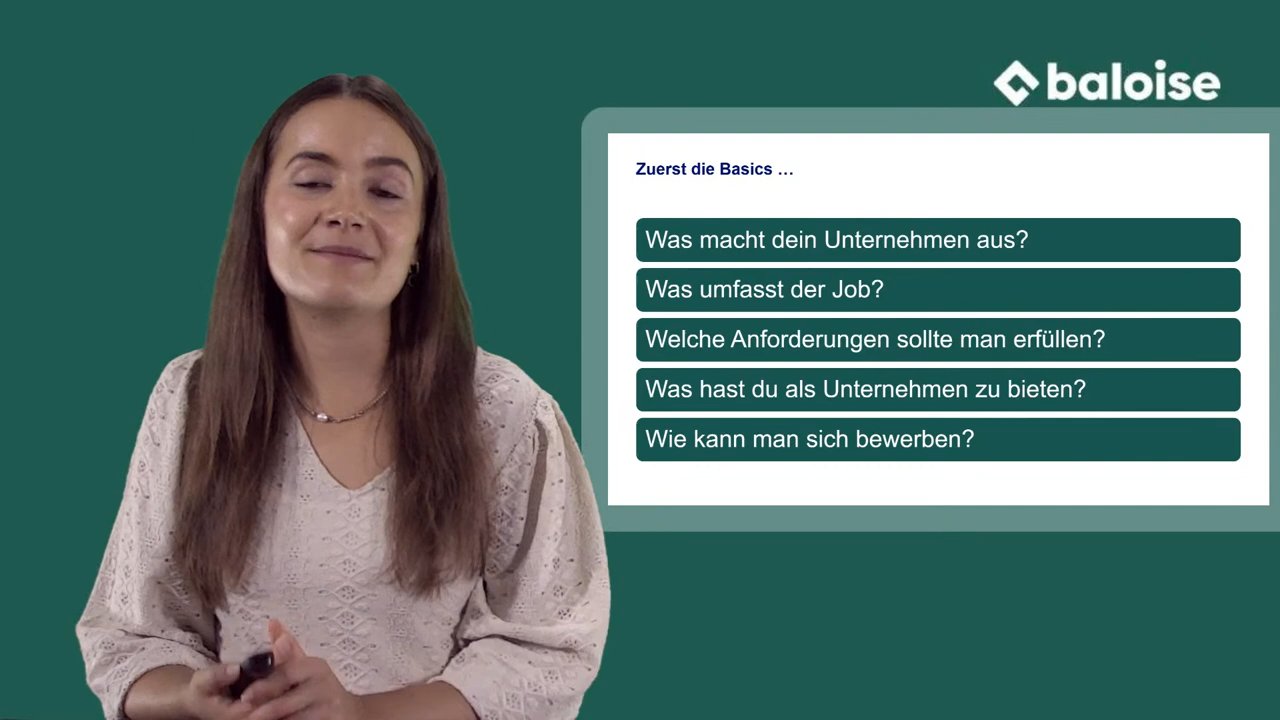 baloise
Zuerst die Basics …
Was macht dein Unternehmen aus?
Was umfasst der Job?
Welche Anforderungen sollte man erfüllen?
Was hast du als Unternehmen zu bieten?
Wie kann man sich bewerben?